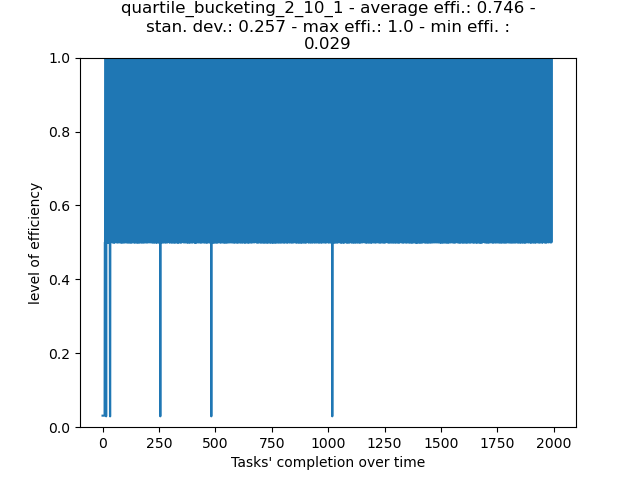 quartile_bucketing_2_10_1 - average effi.: 0.746 -
stan. dev.: 0.257 - max effi.: 1.0 - min effi. :
0.029
1.0
0.8
0.6
0.4
0.2
0.0
level of efficiency
0 250 500 750 1000 1250 1500 1750 2000
Tasks' completion over time